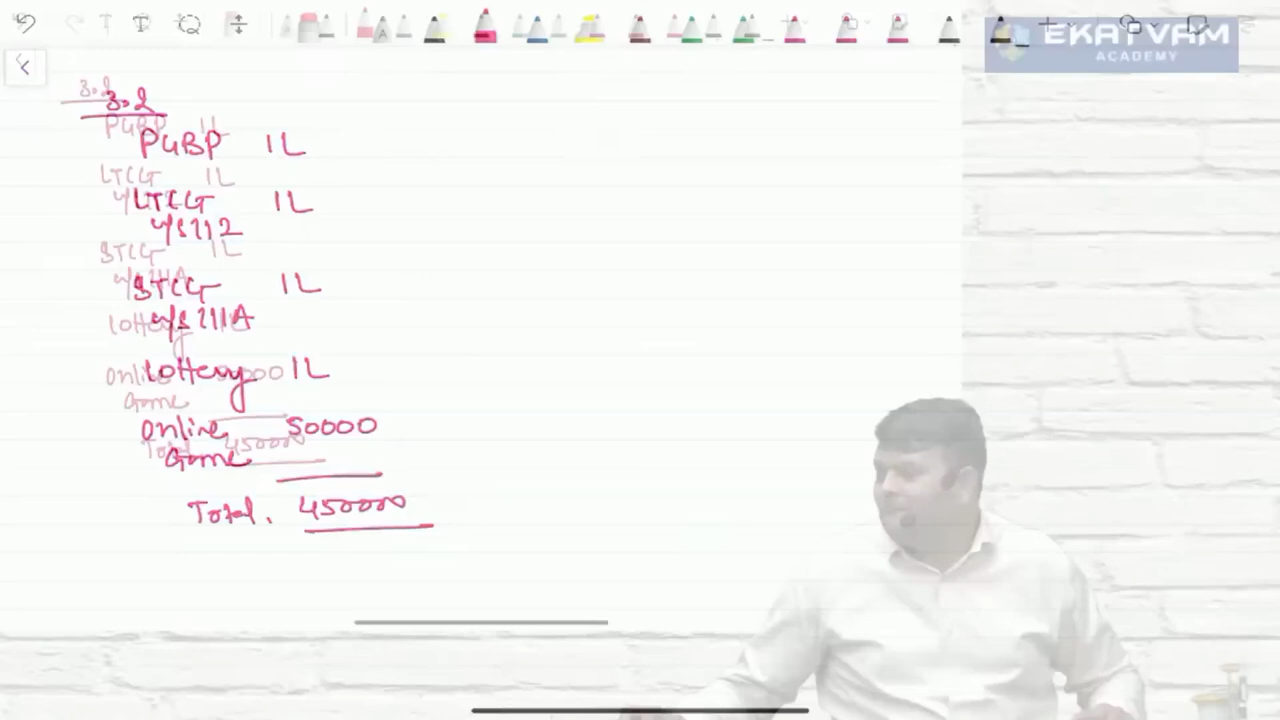 EKATVAM
ACADEMY
3.2
PGBP 1L
LTCG 1L
u/s 112
STCG 1L
u/s 111A
Lottery 1L
Online 50000
Game
Total. 450000